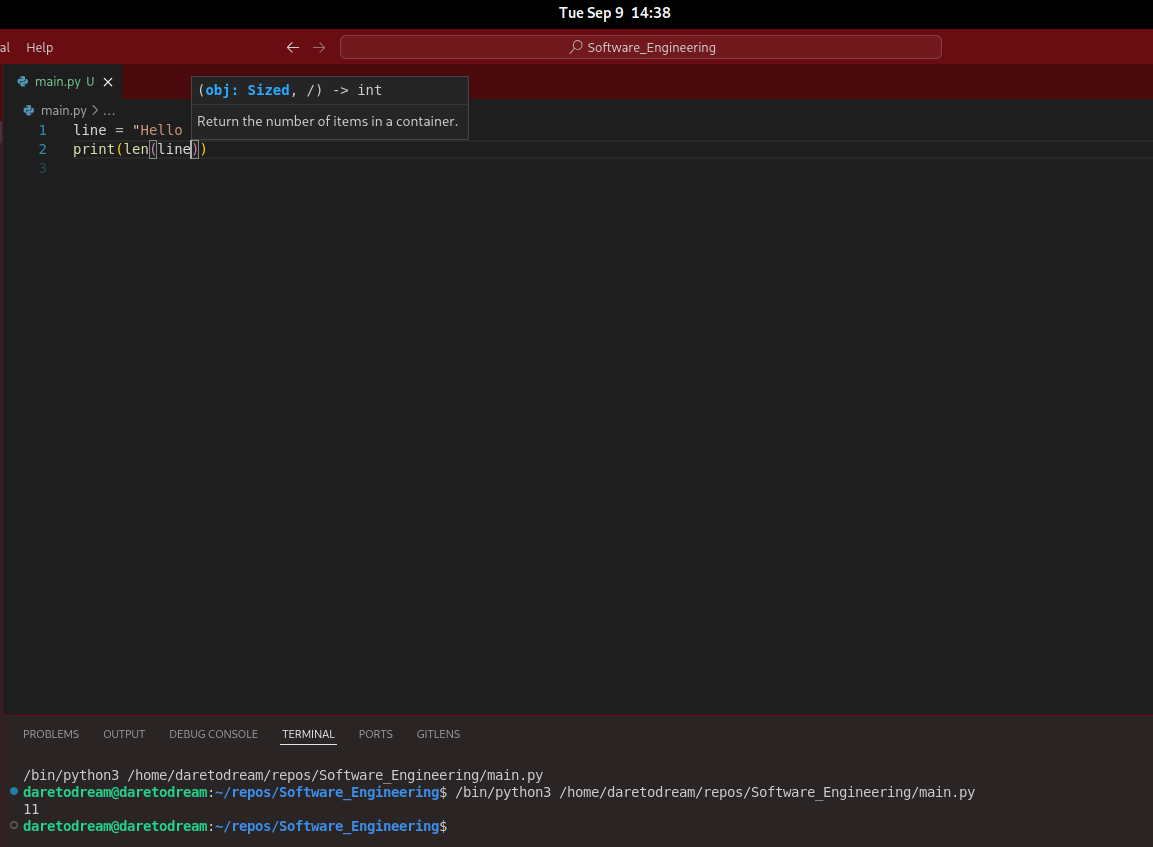 Tue Sep 9 14:38
al Help
Software_Engineering
main.py U
(obj: Sized, /) -> int
main.py > ...
Return the number of items in a container.
1 line = "Hello
2 print(len(line))
3
PROBLEMS OUTPUT DEBUG CONSOLE TERMINAL PORTS GITLENS
/bin/python3 /home/daretodream/repos/Software_Engineering/main.py
daretodream@daretodream:~/repos/Software_Engineering$ /bin/python3 /home/daretodream/repos/Software_Engineering/main.py
11
daretodream@daretodream:~/repos/Software_Engineering$